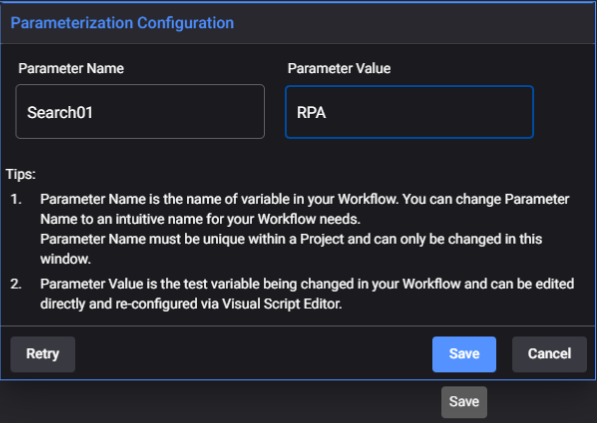 Parameterization Configuration
Parameter Name Parameter Value
Search01 RPA
Tips:
1. Parameter Name is the name of variable in your Workflow. You can change Parameter
Name to an intuitive name for your Workflow needs.
Parameter Name must be unique within a Project and can only be changed in this
window.
2. Parameter Value is the test variable being changed in your Workflow and can be edited
directly and re-configured via Visual Script Editor.
Retry Save Cancel
Save